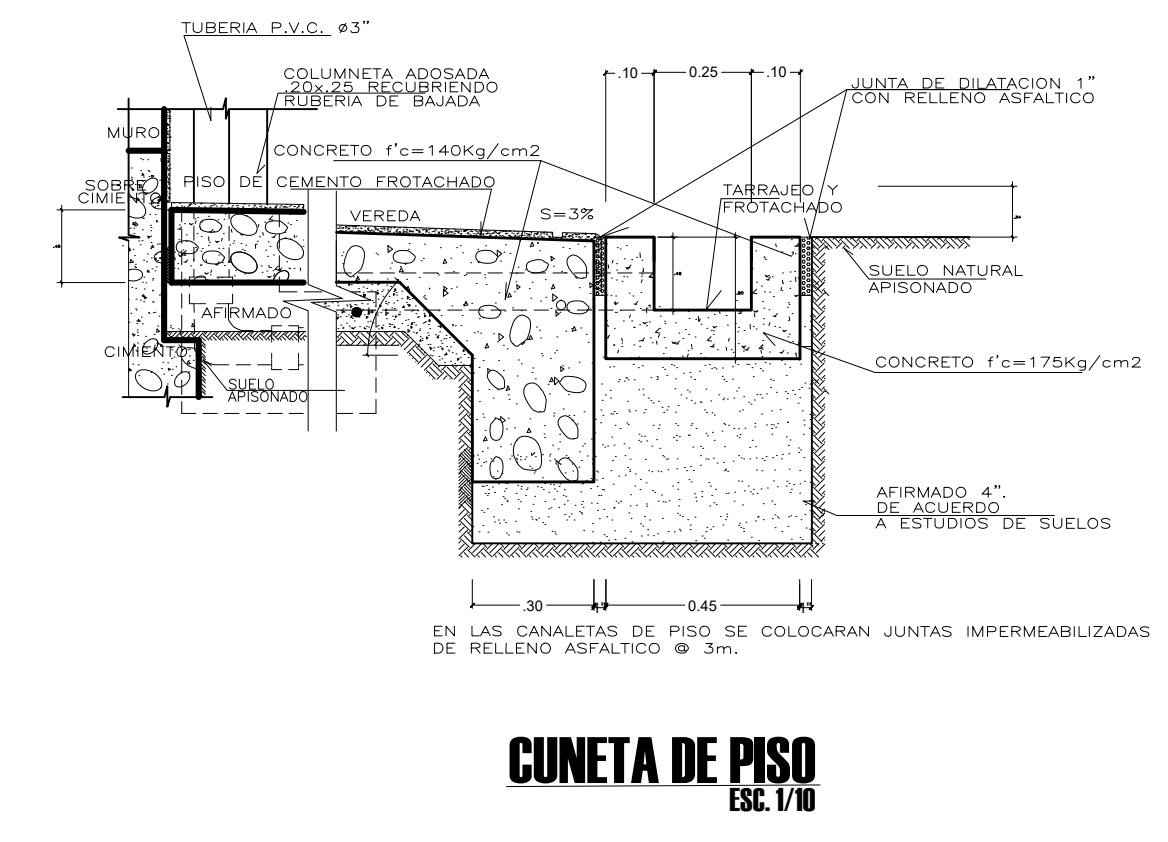 TUBERIA P.V.C. ø3"
COLUMNETA ADOSADA
.20x.25 RECUBRIENDO
RUBERIA DE BAJADA
.10
0.25
.10
JUNTA DE DILATACION 1"
CON RELLENO ASFALTICO
MURO
CONCRETO f'c=140Kg/cm2
SOBRE
CIMIENTO
PISO DE CEMENTO FROTACHADO
TARRAJEO Y
FROTACHADO
VEREDA
S=3%
SUELO NATURAL
APISONADO
AFIRMADO
CIMIENTO
CONCRETO f'c=175Kg/cm2
SUELO
APISONADO
AFIRMADO 4".
DE ACUERDO
A ESTUDIOS DE SUELOS
.30
0.45
EN LAS CANALETAS DE PISO SE COLOCARAN JUNTAS IMPERMEABILIZADAS
DE RELLENO ASFALTICO @ 3m.
CUNETA DE PISO
ESC. 1/10